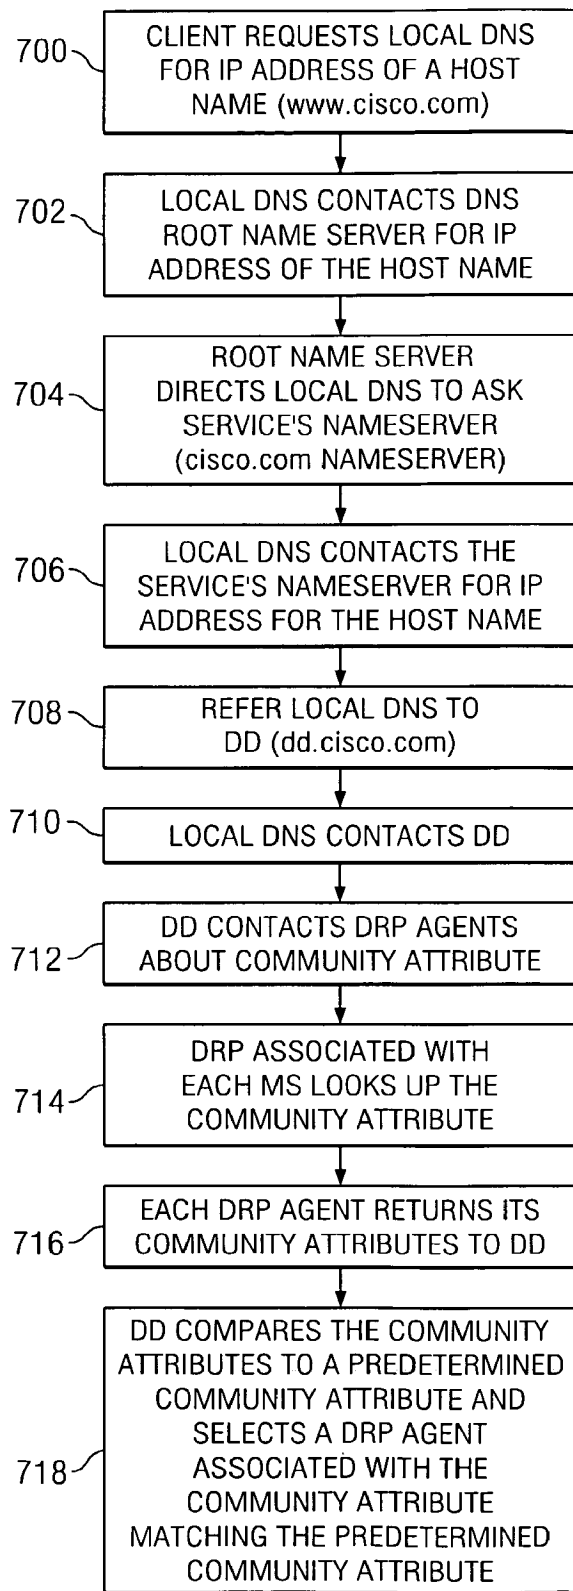 700
CLIENT REQUESTS LOCAL DNS
FOR IP ADDRESS OF A HOST
NAME (www.cisco.com)
702
LOCAL DNS CONTACTS DNS
ROOT NAME SERVER FOR IP
ADDRESS OF THE HOST NAME
704
ROOT NAME SERVER
DIRECTS LOCAL DNS TO ASK
SERVICE'S NAMESERVER
(cisco.com NAMESERVER)
706
LOCAL DNS CONTACTS THE
SERVICE'S NAMESERVER FOR IP
ADDRESS FOR THE HOST NAME
708
REFER LOCAL DNS TO
DD (dd.cisco.com)
710
LOCAL DNS CONTACTS DD
712
DD CONTACTS DRP AGENTS
ABOUT COMMUNITY ATTRIBUTE
714
DRP ASSOCIATED WITH
EACH MS LOOKS UP THE
COMMUNITY ATTRIBUTE
716
EACH DRP AGENT RETURNS ITS
COMMUNITY ATTRIBUTES TO DD
718
DD COMPARES THE COMMUNITY
ATTRIBUTES TO A PREDETERMINED
COMMUNITY ATTRIBUTE AND
SELECTS A DRP AGENT
ASSOCIATED WITH THE
COMMUNITY ATTRIBUTE
MATCHING THE PREDETERMINED
COMMUNITY ATTRIBUTE